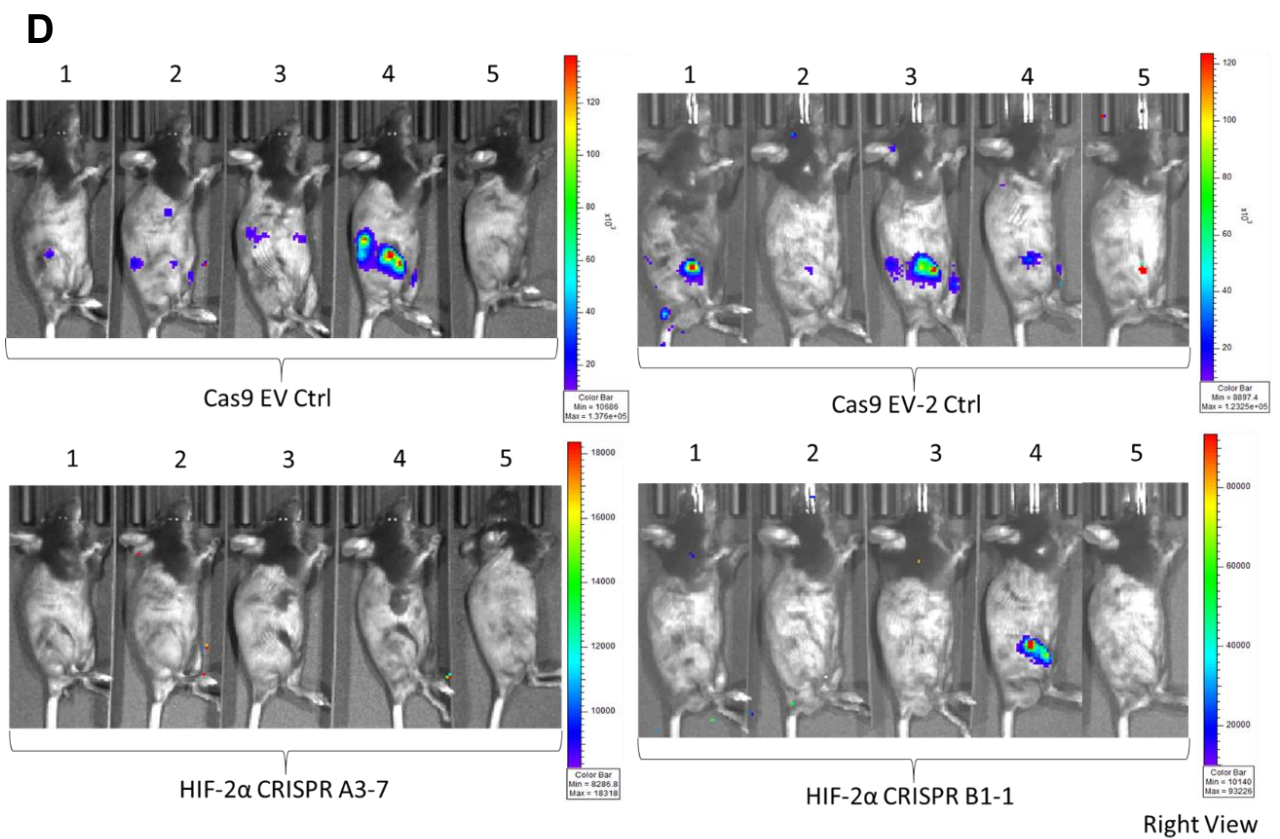 D
1 2 3 4 5
120
100
80
60
40
20
x10³
Color Bar
Min = 10686
Max = 1.376e+05
Cas9 EV Ctrl
1 2 3 4 5
120
100
80
60
40
20
x10³
Color Bar
Min = 8897.4
Max = 1.2325e+05
Cas9 EV-2 Ctrl
1 2 3 4 5
18000
16000
14000
12000
10000
Color Bar
Min = 8286.8
Max = 18318
HIF-2α CRISPR A3-7
1 2 3 4 5
80000
60000
40000
20000
Color Bar
Min = 10140
Max = 93226
HIF-2α CRISPR B1-1
Right View